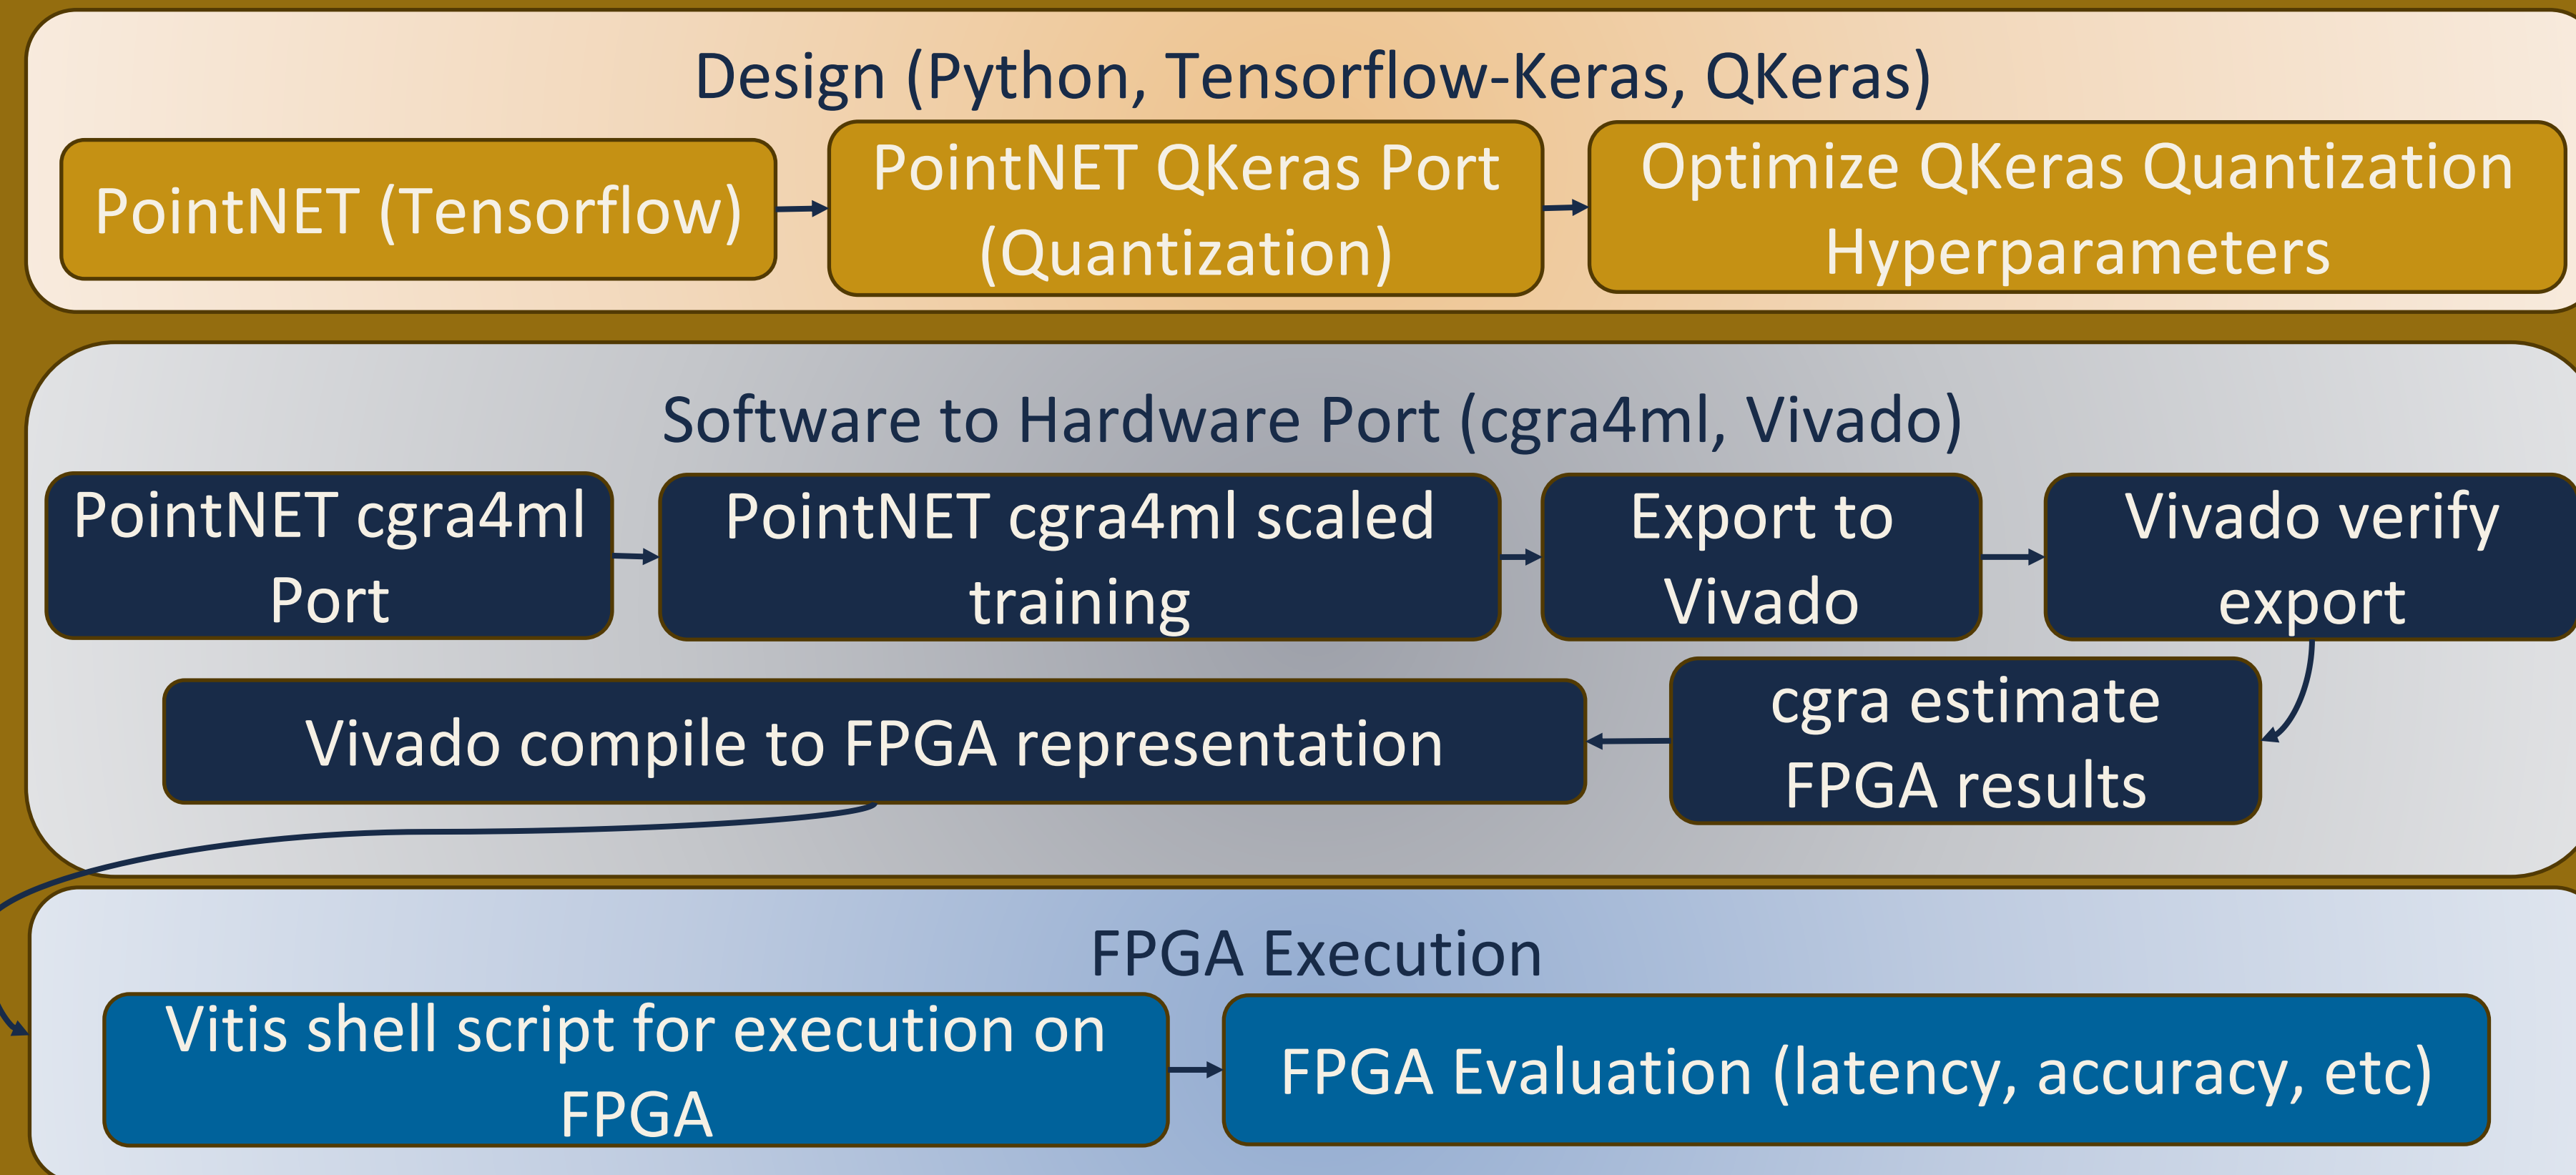 Design (Python, Tensorflow-Keras, QKeras)
PointNET (Tensorflow)
PointNET QKeras Port
(Quantization)
Optimize QKeras Quantization
Hyperparameters
Software to Hardware Port (cgra4ml, Vivado)
PointNET cgra4ml
Port
PointNET cgra4ml scaled
training
Export to
Vivado
Vivado verify
export
cgra estimate
FPGA results
Vivado compile to FPGA representation
FPGA Execution
Vitis shell script for execution on
FPGA
FPGA Evaluation (latency, accuracy, etc)